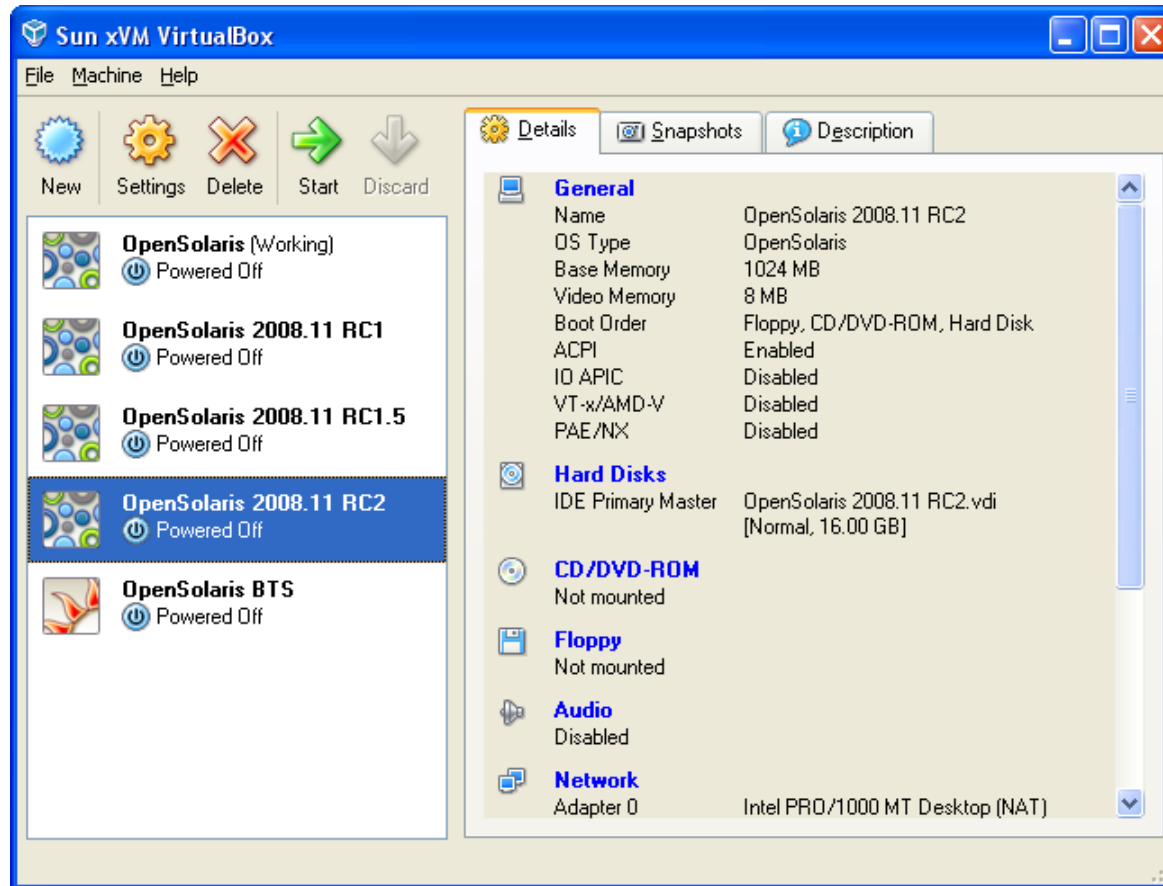 Sun xVM VirtualBox
File Machine Help
New Settings Delete Start Discard
OpenSolaris (Working)
Powered Off
OpenSolaris 2008.11 RC1
Powered Off
OpenSolaris 2008.11 RC1.5
Powered Off
OpenSolaris 2008.11 RC2
Powered Off
OpenSolaris BTS
Powered Off
Details Snapshots Description
General
Name OpenSolaris 2008.11 RC2
OS Type OpenSolaris
Base Memory 1024 MB
Video Memory 8 MB
Boot Order Floppy, CD/DVD-ROM, Hard Disk
ACPI Enabled
IO APIC Disabled
VT-x/AMD-V Disabled
PAE/NX Disabled
Hard Disks
IDE Primary Master OpenSolaris 2008.11 RC2.vdi
[Normal, 16.00 GB]
CD/DVD-ROM
Not mounted
Floppy
Not mounted
Audio
Disabled
Network
Adapter 0 Intel PRO/1000 MT Desktop (NAT)